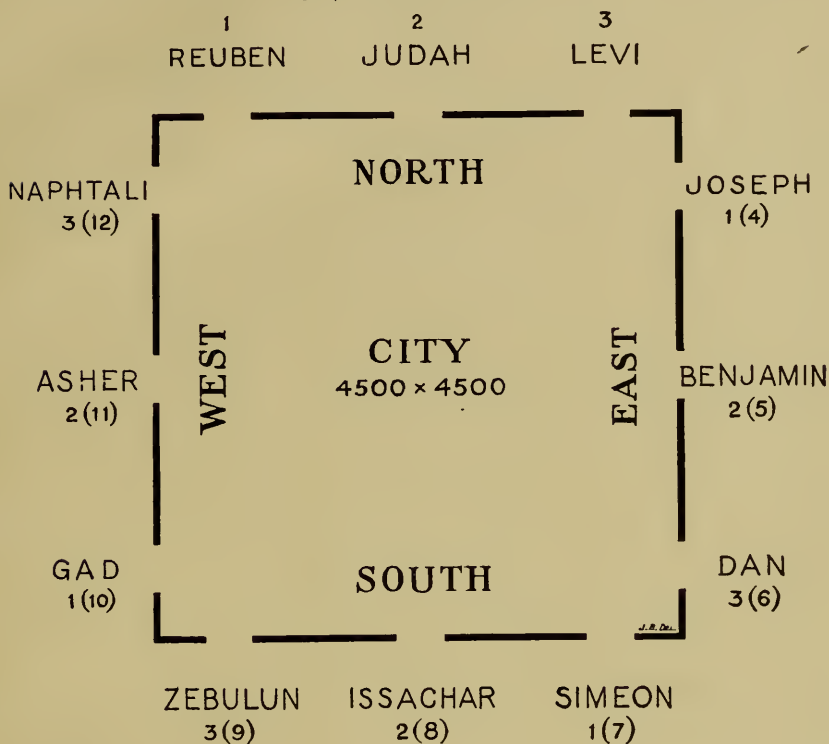 1 2 3
REUBEN JUDAH LEVI
NORTH
NAPHTALI
3 (12)
JOSEPH
1 (4)
WEST
CITY
4500 × 4500
EAST
ASHER
2 (11)
BENJAMIN
2 (5)
GAD
1 (10)
SOUTH
DAN
3 (6)
ZEBULUN ISSACHAR SIMEON
3 (9) 2 (8) 1 (7)